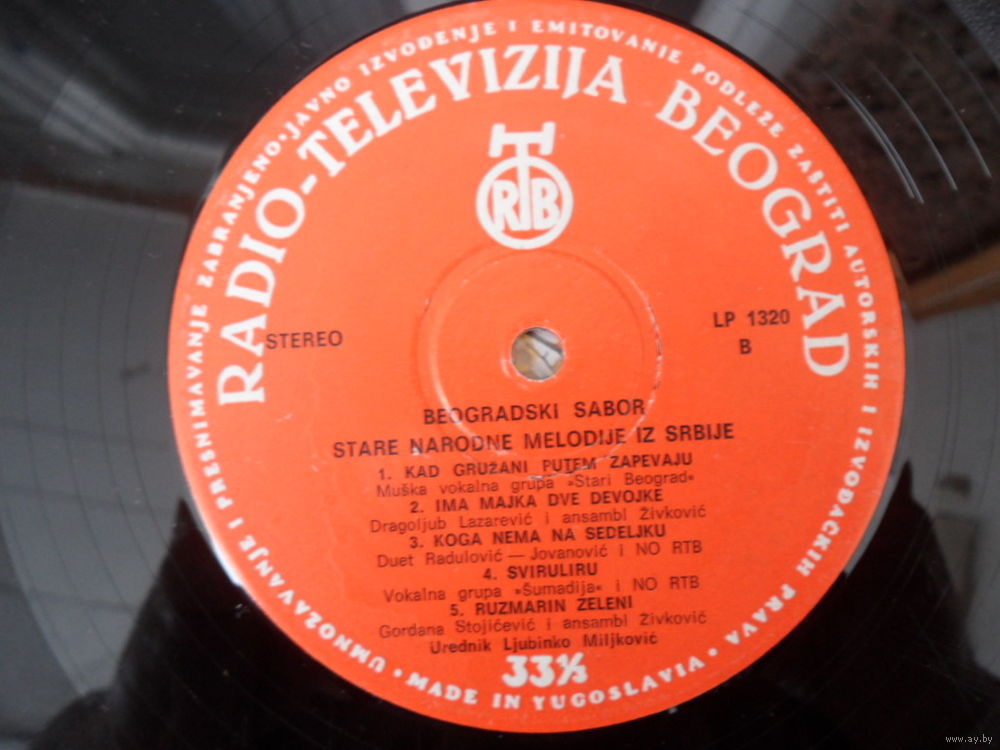 UMNOŽAVANJE I PRESNIMAVANJE ZABRANJENO • JAVNO IZVOĐENJE I EMITOVANJE PODLEŽE ZAŠTITI AUTORSKIH I IZVOĐAČKIH PRAVA •
RADIO-TELEVIZIJA BEOGRAD
RTB
STEREO
LP 1320
B
BEOGRADSKI SABOR
STARE NARODNE MELODIJE IZ SRBIJE
1. KAD GRUŽANI PUTEM ZAPEVAJU
Muška vokalna grupa »Stari Beograd«
2. IMA MAJKA DVE DEVOJKE
Dragoljub Lazarević i ansambl Živković
3. KOGA NEMA NA SEDELJKU
Duet Radulović — Jovanović i NO RTB
4. SVIRULIRU
Vokalna grupa »Šumadija« i NO RTB
5. RUZMARIN ZELENI
Gordana Stojićević i ansambl Živković
Urednik Ljubinko Miljković
33⅓
MADE IN YUGOSLAVIA •
www.ay.by